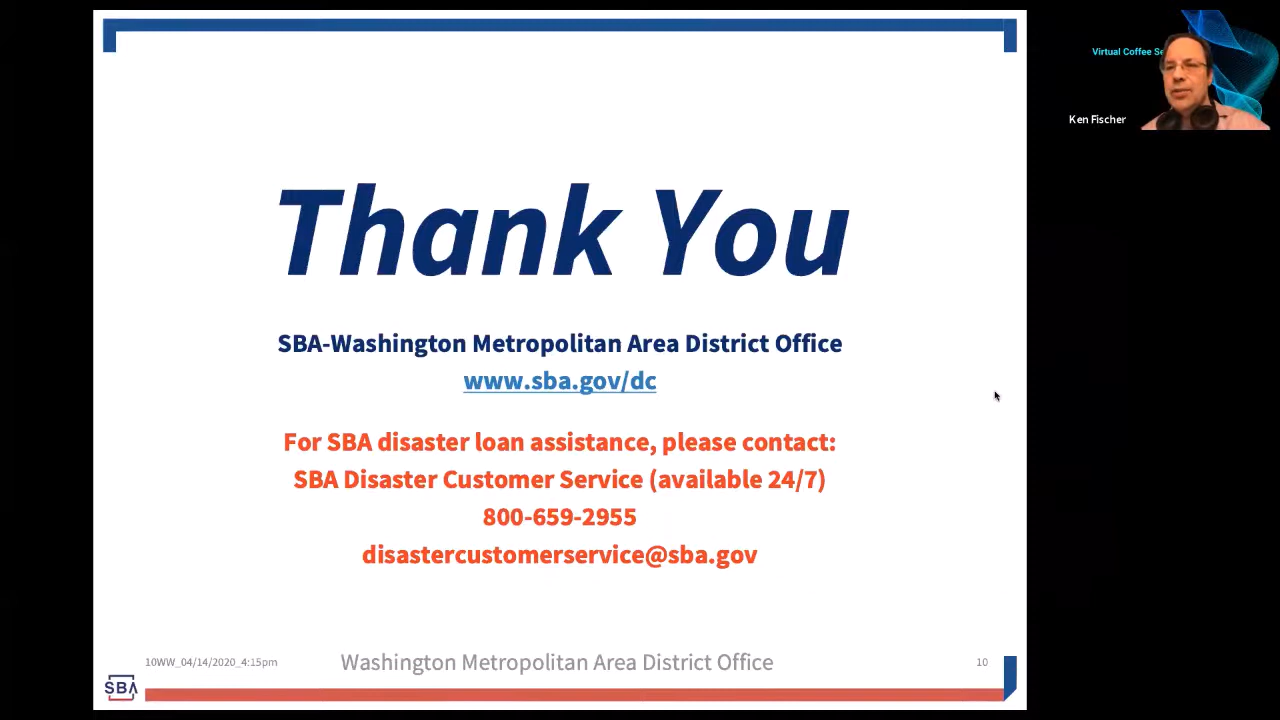 Thank You
SBA-Washington Metropolitan Area District Office
www.sba.gov/dc
For SBA disaster loan assistance, please contact:
SBA Disaster Customer Service (available 24/7)
800-659-2955
disastercustomerservice@sba.gov
10WW_04/14/2020_4:15pm
Washington Metropolitan Area District Office
10
SBA
Virtual Coffee
Ken Fischer